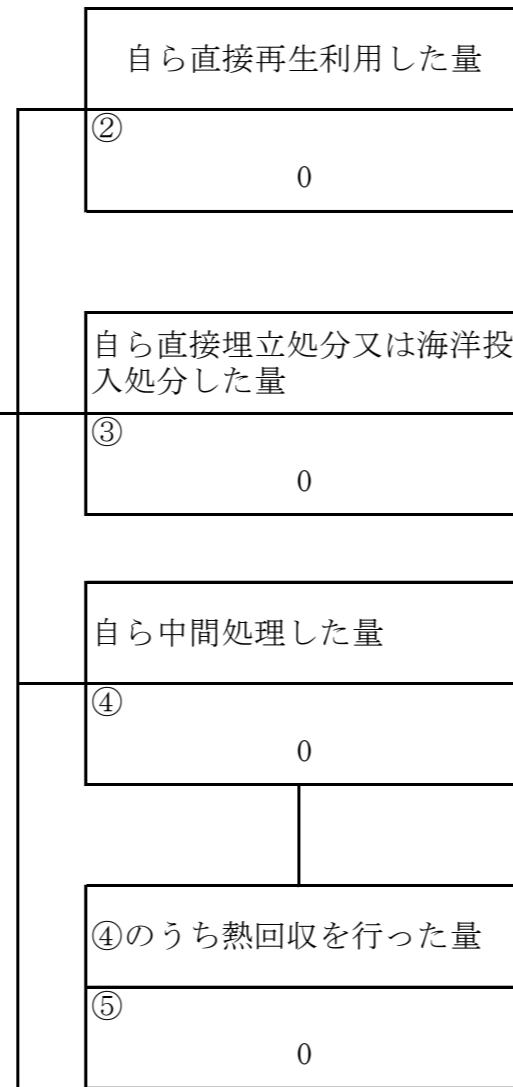 自ら直接再生利用した量
②
0
自ら直接埋立処分又は海洋投
入処分した量
③
0
自ら中間処理した量
④
0
④のうち熱回収を行った量
⑤
0